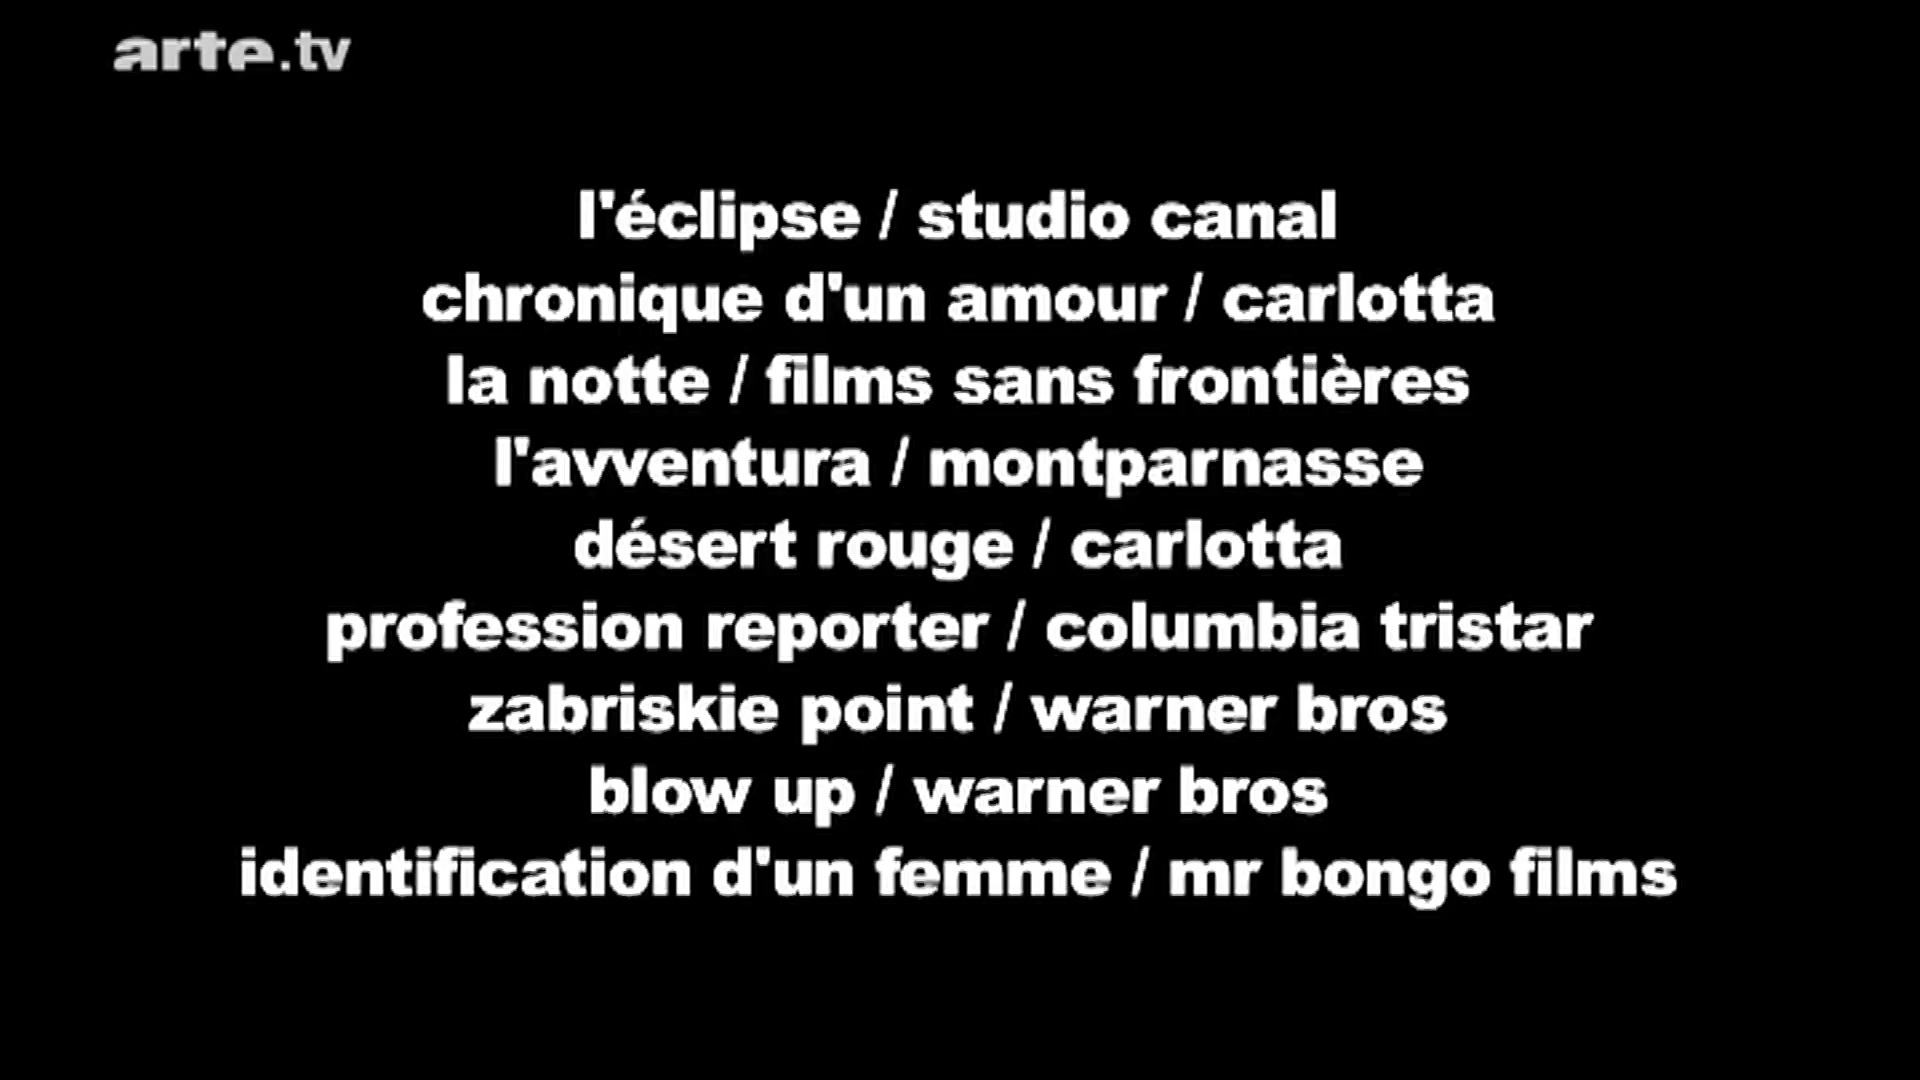 arte.tv
l'éclipse / studio canal
chronique d'un amour / carlotta
la notte / films sans frontières
l'avventura / montparnasse
désert rouge / carlotta
profession reporter / columbia tristar
zabriskie point / warner bros
blow up / warner bros
identification d'un femme / mr bongo films